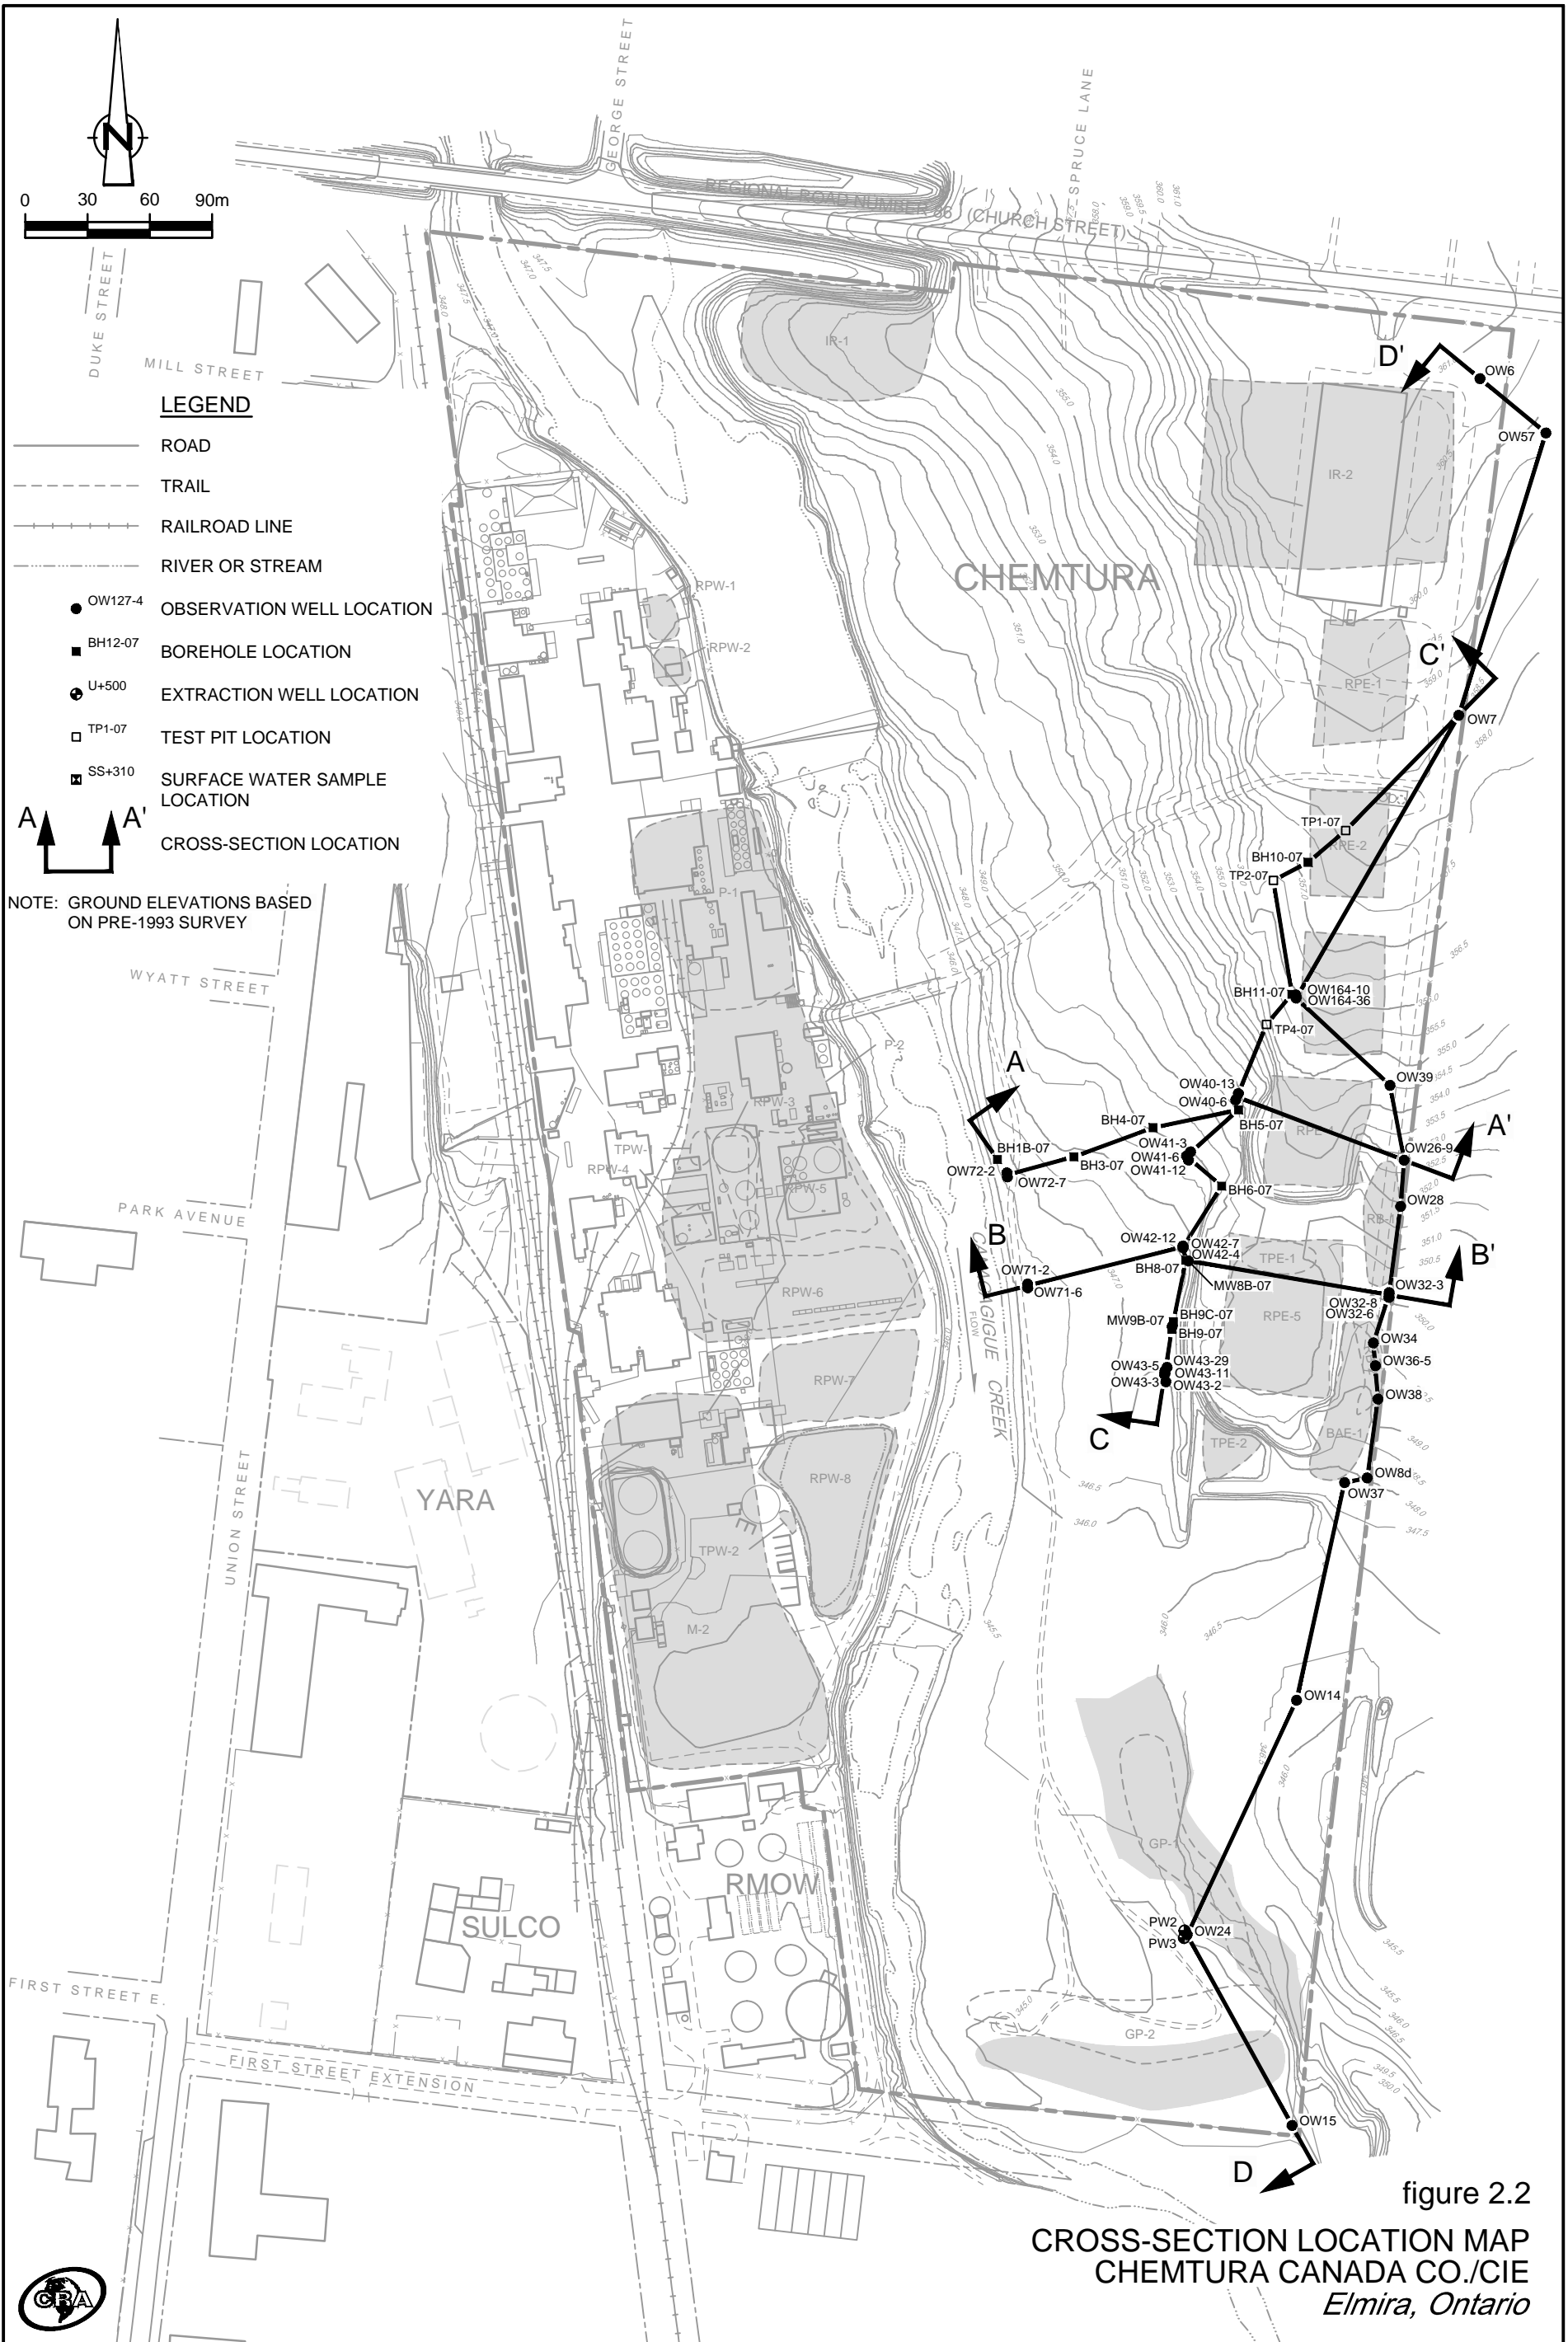 N
0 30 60 90m
GEORGE STREET
SPRUCE LANE
REGIONAL ROAD NUMBER 86 (CHURCH STREET)
DUKE STREET
MILL STREET
LEGEND
ROAD
TRAIL
RAILROAD LINE
RIVER OR STREAM
OW127-4 OBSERVATION WELL LOCATION
BH12-07 BOREHOLE LOCATION
U+500 EXTRACTION WELL LOCATION
TP1-07 TEST PIT LOCATION
SS+310 SURFACE WATER SAMPLE
LOCATION
A A'
CROSS-SECTION LOCATION
NOTE: GROUND ELEVATIONS BASED
ON PRE-1993 SURVEY
WYATT STREET
PARK AVENUE
UNION STREET
FIRST STREET E.
FIRST STREET EXTENSION
CHEMTURA
YARA
SULCO
RMOW
CANAGAGIGUE CREEK
FLOW
IR-1
IR-2
RPW-1
RPW-2
P-1
P-2
RPW-3
TPW-1
RPW-4
RPW-5
RPW-6
RPW-7
RPW-8
TPW-2
M-2
RPE-1
RPE-2
RPE-4
TPE-1
RPE-5
TPE-2
BAE-1
GP-1
GP-2
D'
OW6
OW57
C'
OW7
TP1-07
BH10-07
TP2-07
BH11-07
OW164-10
OW164-36
TP4-07
OW39
A
OW40-13
OW40-6
BH5-07
BH4-07
A'
BH1B-07
OW72-2
OW72-7
BH3-07
OW41-3
OW41-6
OW41-12
OW26-9
BH6-07
OW28
B
OW42-12
OW42-7
OW42-4
BH8-07
MW8B-07
B'
OW71-2
OW71-6
OW32-3
OW32-8
OW32-6
BH9C-07
MW9B-07
BH9-07
OW34
OW36-5
OW43-5
OW43-29
OW43-11
OW43-3
OW43-2
OW38
C
OW8d
OW37
OW14
PW2
OW24
PW3
OW15
D
figure 2.2
CROSS-SECTION LOCATION MAP
CHEMTURA CANADA CO./CIE
Elmira, Ontario
CRA